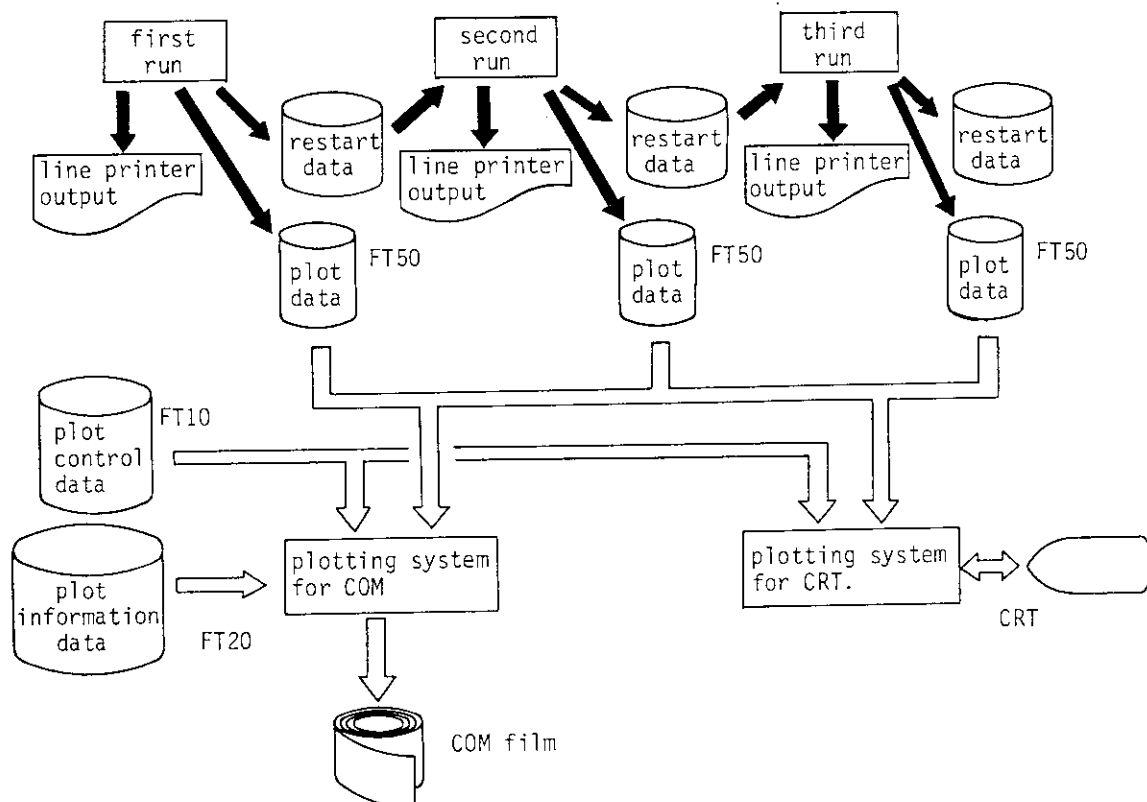 first
run
second
run
third
run
restart
data
restart
data
restart
data
line printer
output
line printer
output
line printer
output
plot
data
FT50
plot
data
FT50
plot
data
FT50
plot
control
data
FT10
plot
information
data
FT20
plotting system
for COM
plotting system
for CRT.
CRT
COM film